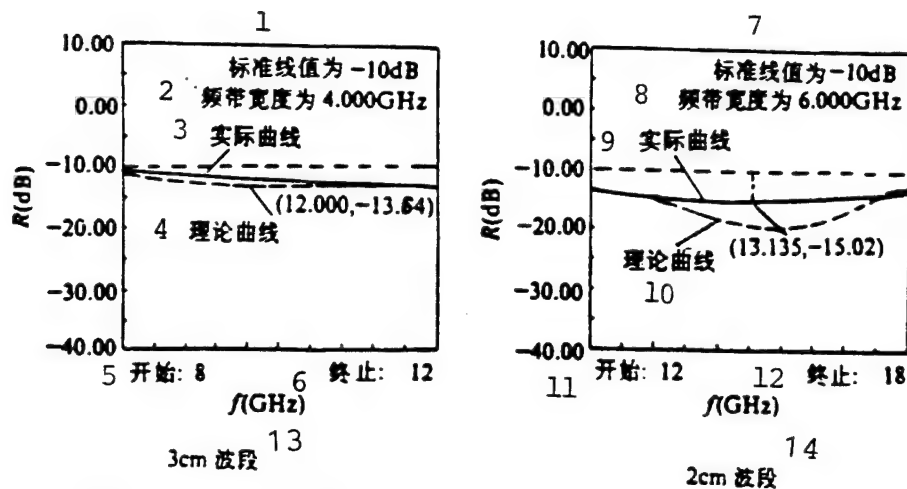 1
10.00
标准线值为 -10dB
2 频带宽度为 4.000GHz
0.00
3 实际曲线
-10.00
R(dB)
(12.000,-13.64)
-20.00
4 理论曲线
-30.00
-40.00
5 开始: 8 6 终止: 12
f(GHz)
13
3cm 波段
7
10.00
标准线值为 -10dB
8 频带宽度为 6.000GHz
0.00
9 实际曲线
-10.00
R(dB)
-20.00
(13.135,-15.02)
理论曲线
10
-30.00
-40.00
11 开始: 12 12 终止: 18
f(GHz)
14
2cm 波段